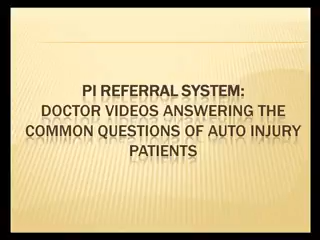 PI REFERRAL SYSTEM:
DOCTOR VIDEOS ANSWERING THE
COMMON QUESTIONS OF AUTO INJURY
PATIENTS